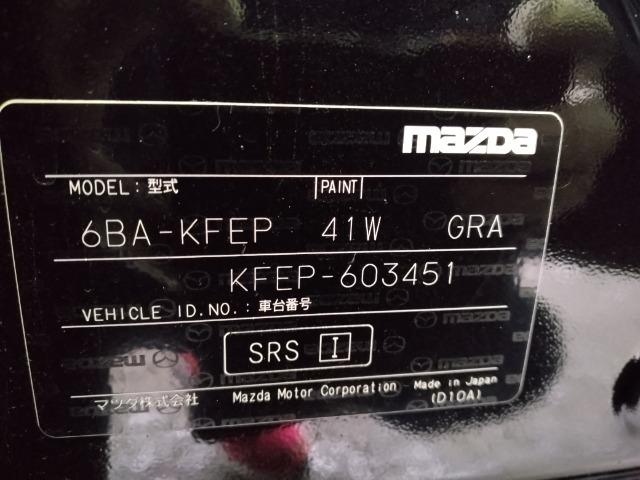 mazda
MODEL: 型式 PAINT
6BA-KFEP 41W GRA
KFEP-603451
VEHICLE ID.NO.: 車台番号
SRS I
マツダ株式会社 Mazda Motor Corporation Made in Japan
(D10A)